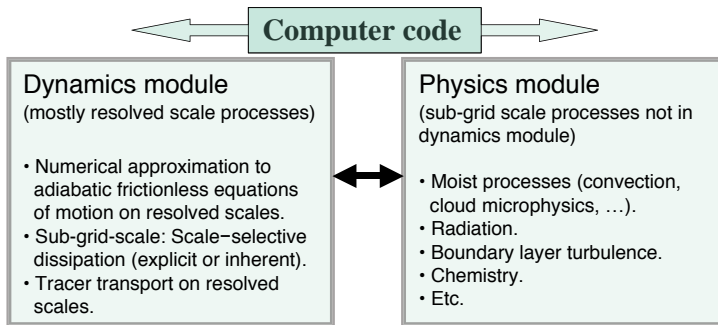 Computer code
Dynamics module
(mostly resolved scale processes)
• Numerical approximation to
adiabatic frictionless equations
of motion on resolved scales.
• Sub-grid-scale: Scale−selective
dissipation (explicit or inherent).
• Tracer transport on resolved
scales.
Physics module
(sub-grid scale processes not in
dynamics module)
• Moist processes (convection,
cloud microphysics, …).
• Radiation.
• Boundary layer turbulence.
• Chemistry.
• Etc.